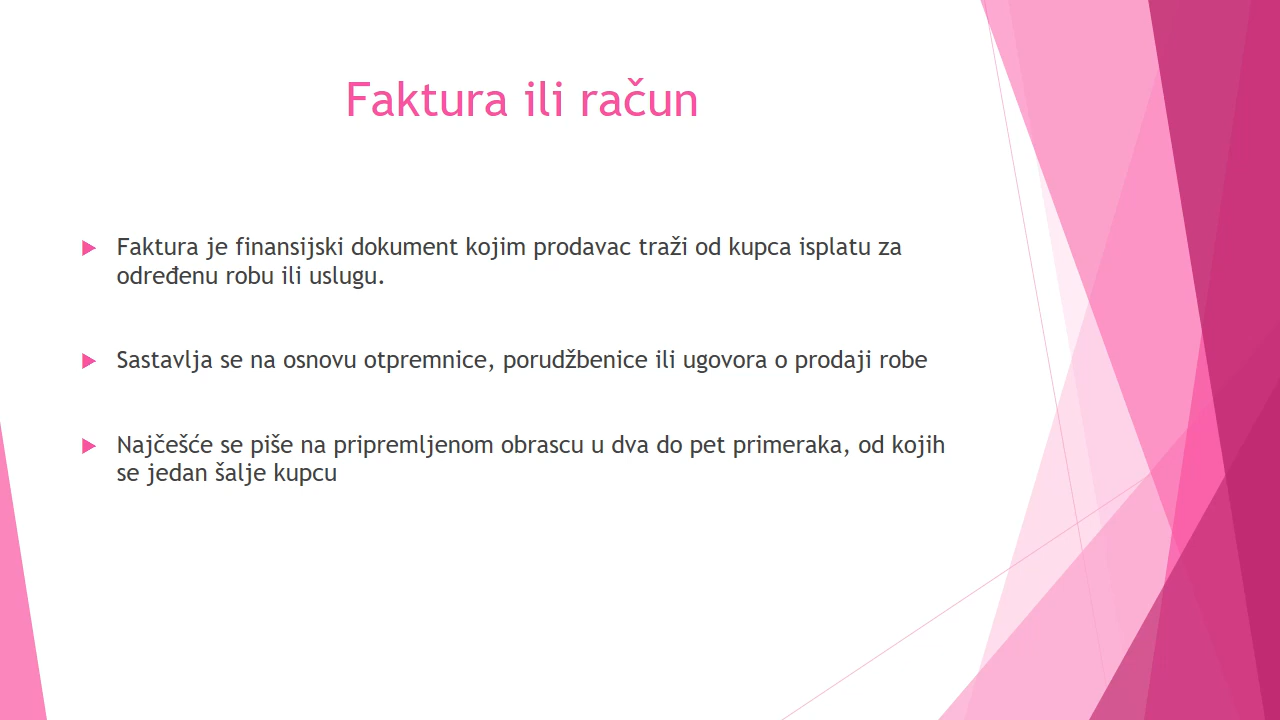 Faktura ili račun
Faktura je finansijski dokument kojim prodavac traži od kupca isplatu za
određenu robu ili uslugu.
Sastavlja se na osnovu otpremnice, porudžbenice ili ugovora o prodaji robe
Najčešće se piše na pripremljenom obrascu u dva do pet primeraka, od kojih
se jedan šalje kupcu